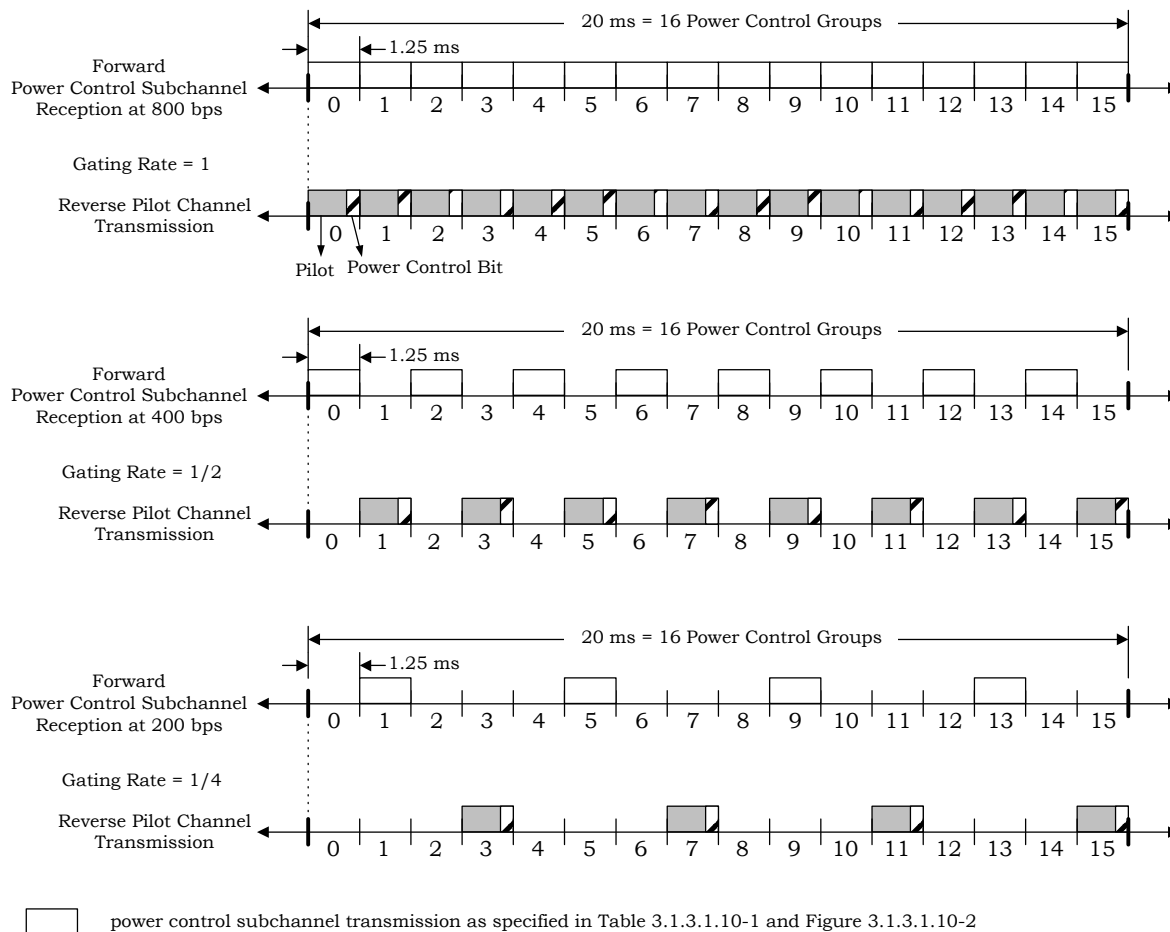 20 ms = 16 Power Control Groups
1.25 ms
Forward
Power Control Subchannel
Reception at 800 bps
0 1 2 3 4 5 6 7 8 9 10 11 12 13 14 15
Gating Rate = 1
Reverse Pilot Channel
Transmission
0 1 2 3 4 5 6 7 8 9 10 11 12 13 14 15
Pilot Power Control Bit
20 ms = 16 Power Control Groups
1.25 ms
Forward
Power Control Subchannel
Reception at 400 bps
0 1 2 3 4 5 6 7 8 9 10 11 12 13 14 15
Gating Rate = 1/2
Reverse Pilot Channel
Transmission
0 1 2 3 4 5 6 7 8 9 10 11 12 13 14 15
20 ms = 16 Power Control Groups
1.25 ms
Forward
Power Control Subchannel
Reception at 200 bps
0 1 2 3 4 5 6 7 8 9 10 11 12 13 14 15
Gating Rate = 1/4
Reverse Pilot Channel
Transmission
0 1 2 3 4 5 6 7 8 9 10 11 12 13 14 15
power control subchannel transmission as specified in Table 3.1.3.1.10-1 and Figure 3.1.3.1.10-2